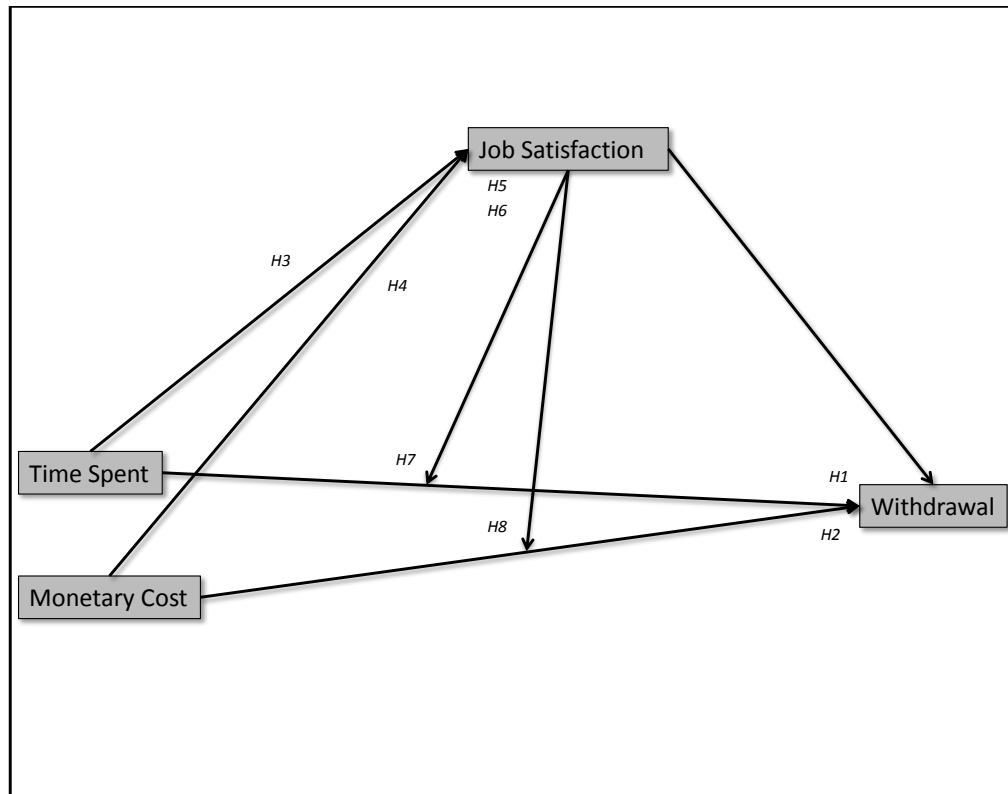 Job Satisfaction
H5
H6
H3
H4
H7
Time Spent
H1
Withdrawal
H8
H2
Monetary Cost